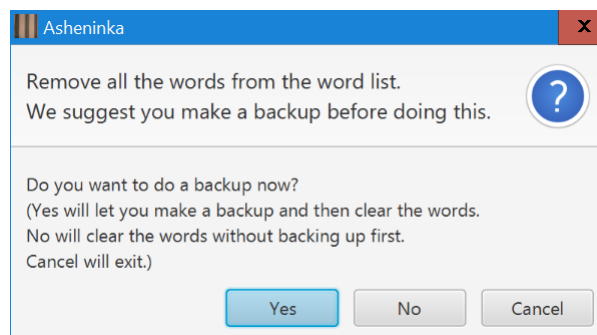 Asheninka
Remove all the words from the word list.
We suggest you make a backup before doing this.
?
Do you want to do a backup now?
(Yes will let you make a backup and then clear the words.
No will clear the words without backing up first.
Cancel will exit.)
Yes No Cancel